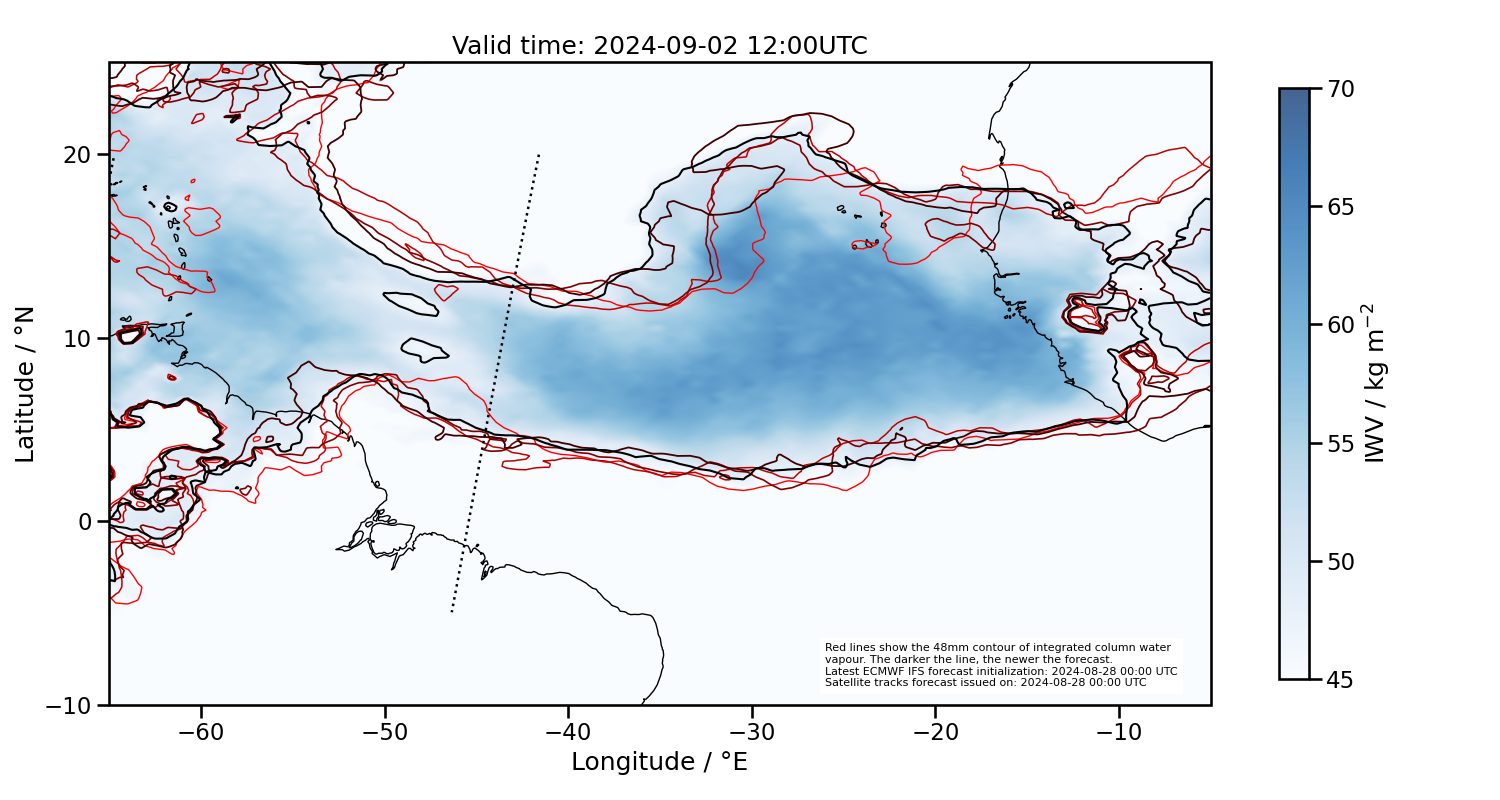 Valid time: 2024-09-02 12:00UTC
Latitude / °N
20
10
0
−10
−60
−50
−40
−30
−20
−10
Longitude / °E
Red lines show the 48mm contour of integrated column water
vapour. The darker the line, the newer the forecast.
Latest ECMWF IFS forecast initialization: 2024-08-28 00:00 UTC
Satellite tracks forecast issued on: 2024-08-28 00:00 UTC
70
65
60
55
50
45
IWV / kg m⁻²